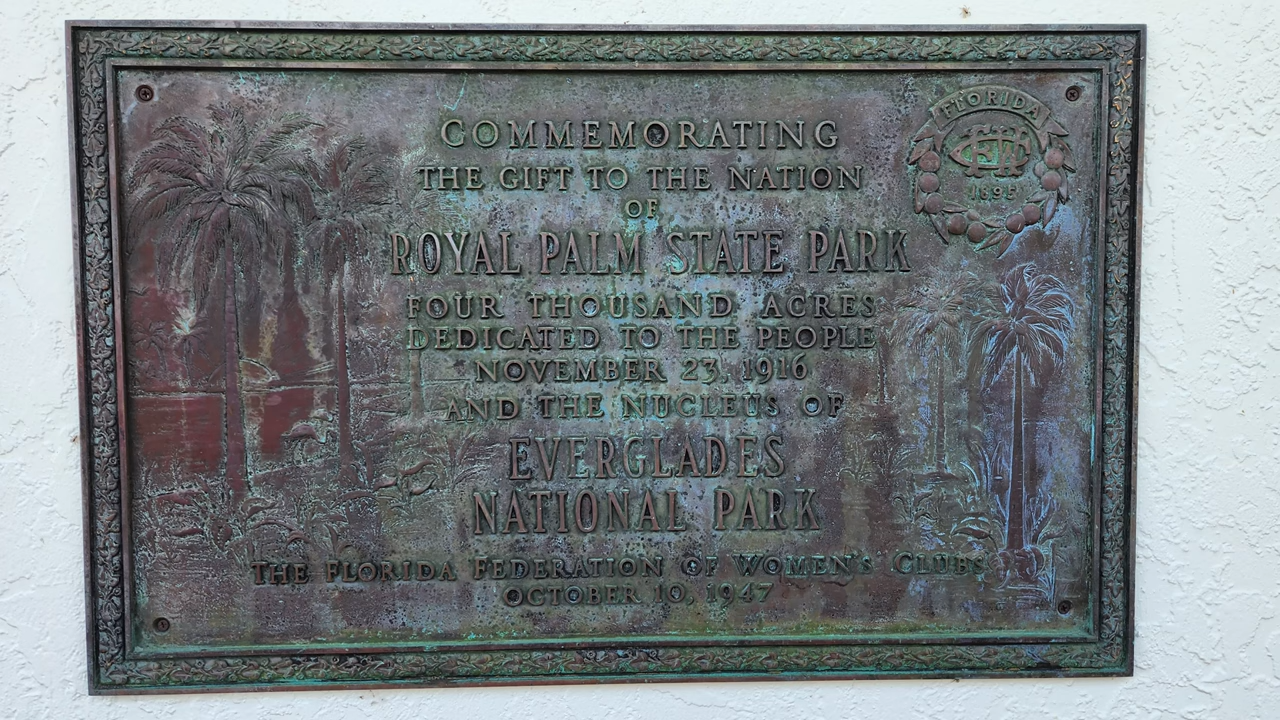 COMMEMORATING
THE GIFT TO THE NATION
OF
ROYAL PALM STATE PARK
FOUR THOUSAND ACRES
DEDICATED TO THE PEOPLE
NOVEMBER 23, 1916
AND THE NUCLEUS OF
EVERGLADES
NATIONAL PARK
THE FLORIDA FEDERATION OF WOMEN'S CLUBS
OCTOBER 10, 1947
FLORIDA
1895